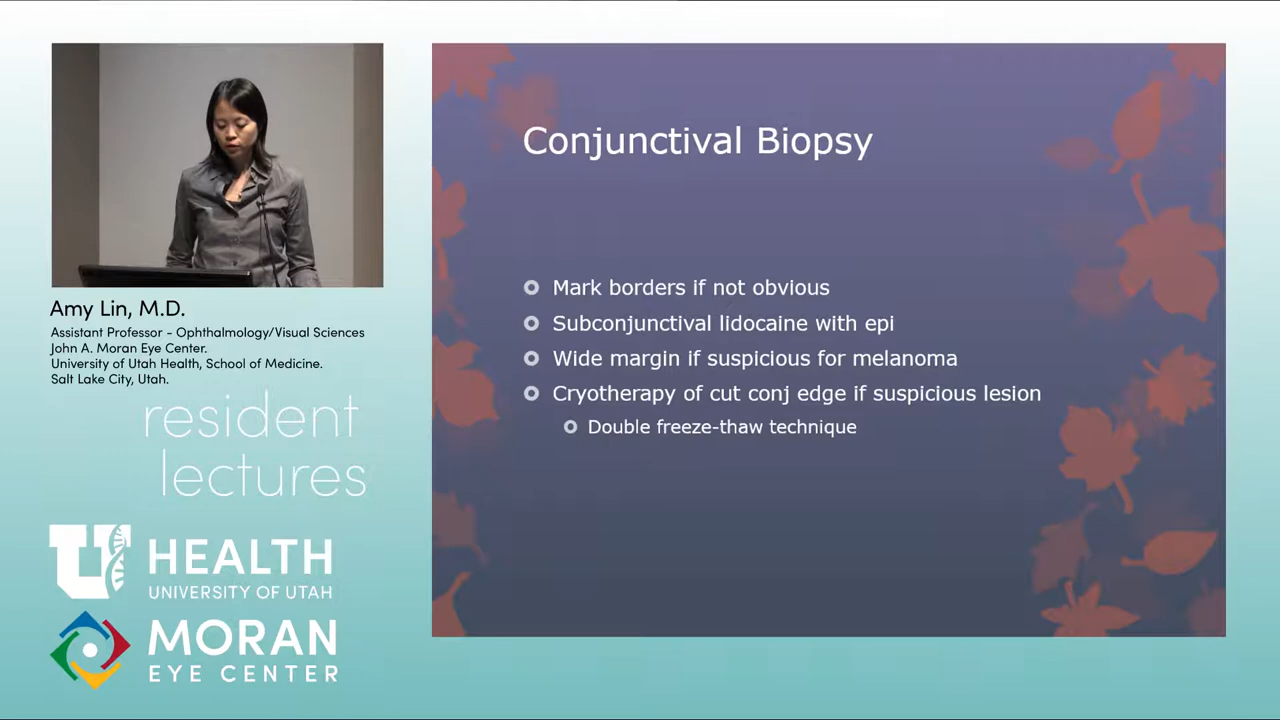 Conjunctival Biopsy
Mark borders if not obvious
Subconjunctival lidocaine with epi
Wide margin if suspicious for melanoma
Cryotherapy of cut conj edge if suspicious lesion
Double freeze-thaw technique
Amy Lin, M.D.
Assistant Professor - Ophthalmology/Visual Sciences
John A. Moran Eye Center.
University of Utah Health, School of Medicine.
Salt Lake City, Utah.
resident
lectures
U HEALTH
UNIVERSITY OF UTAH
MORAN
EYE CENTER